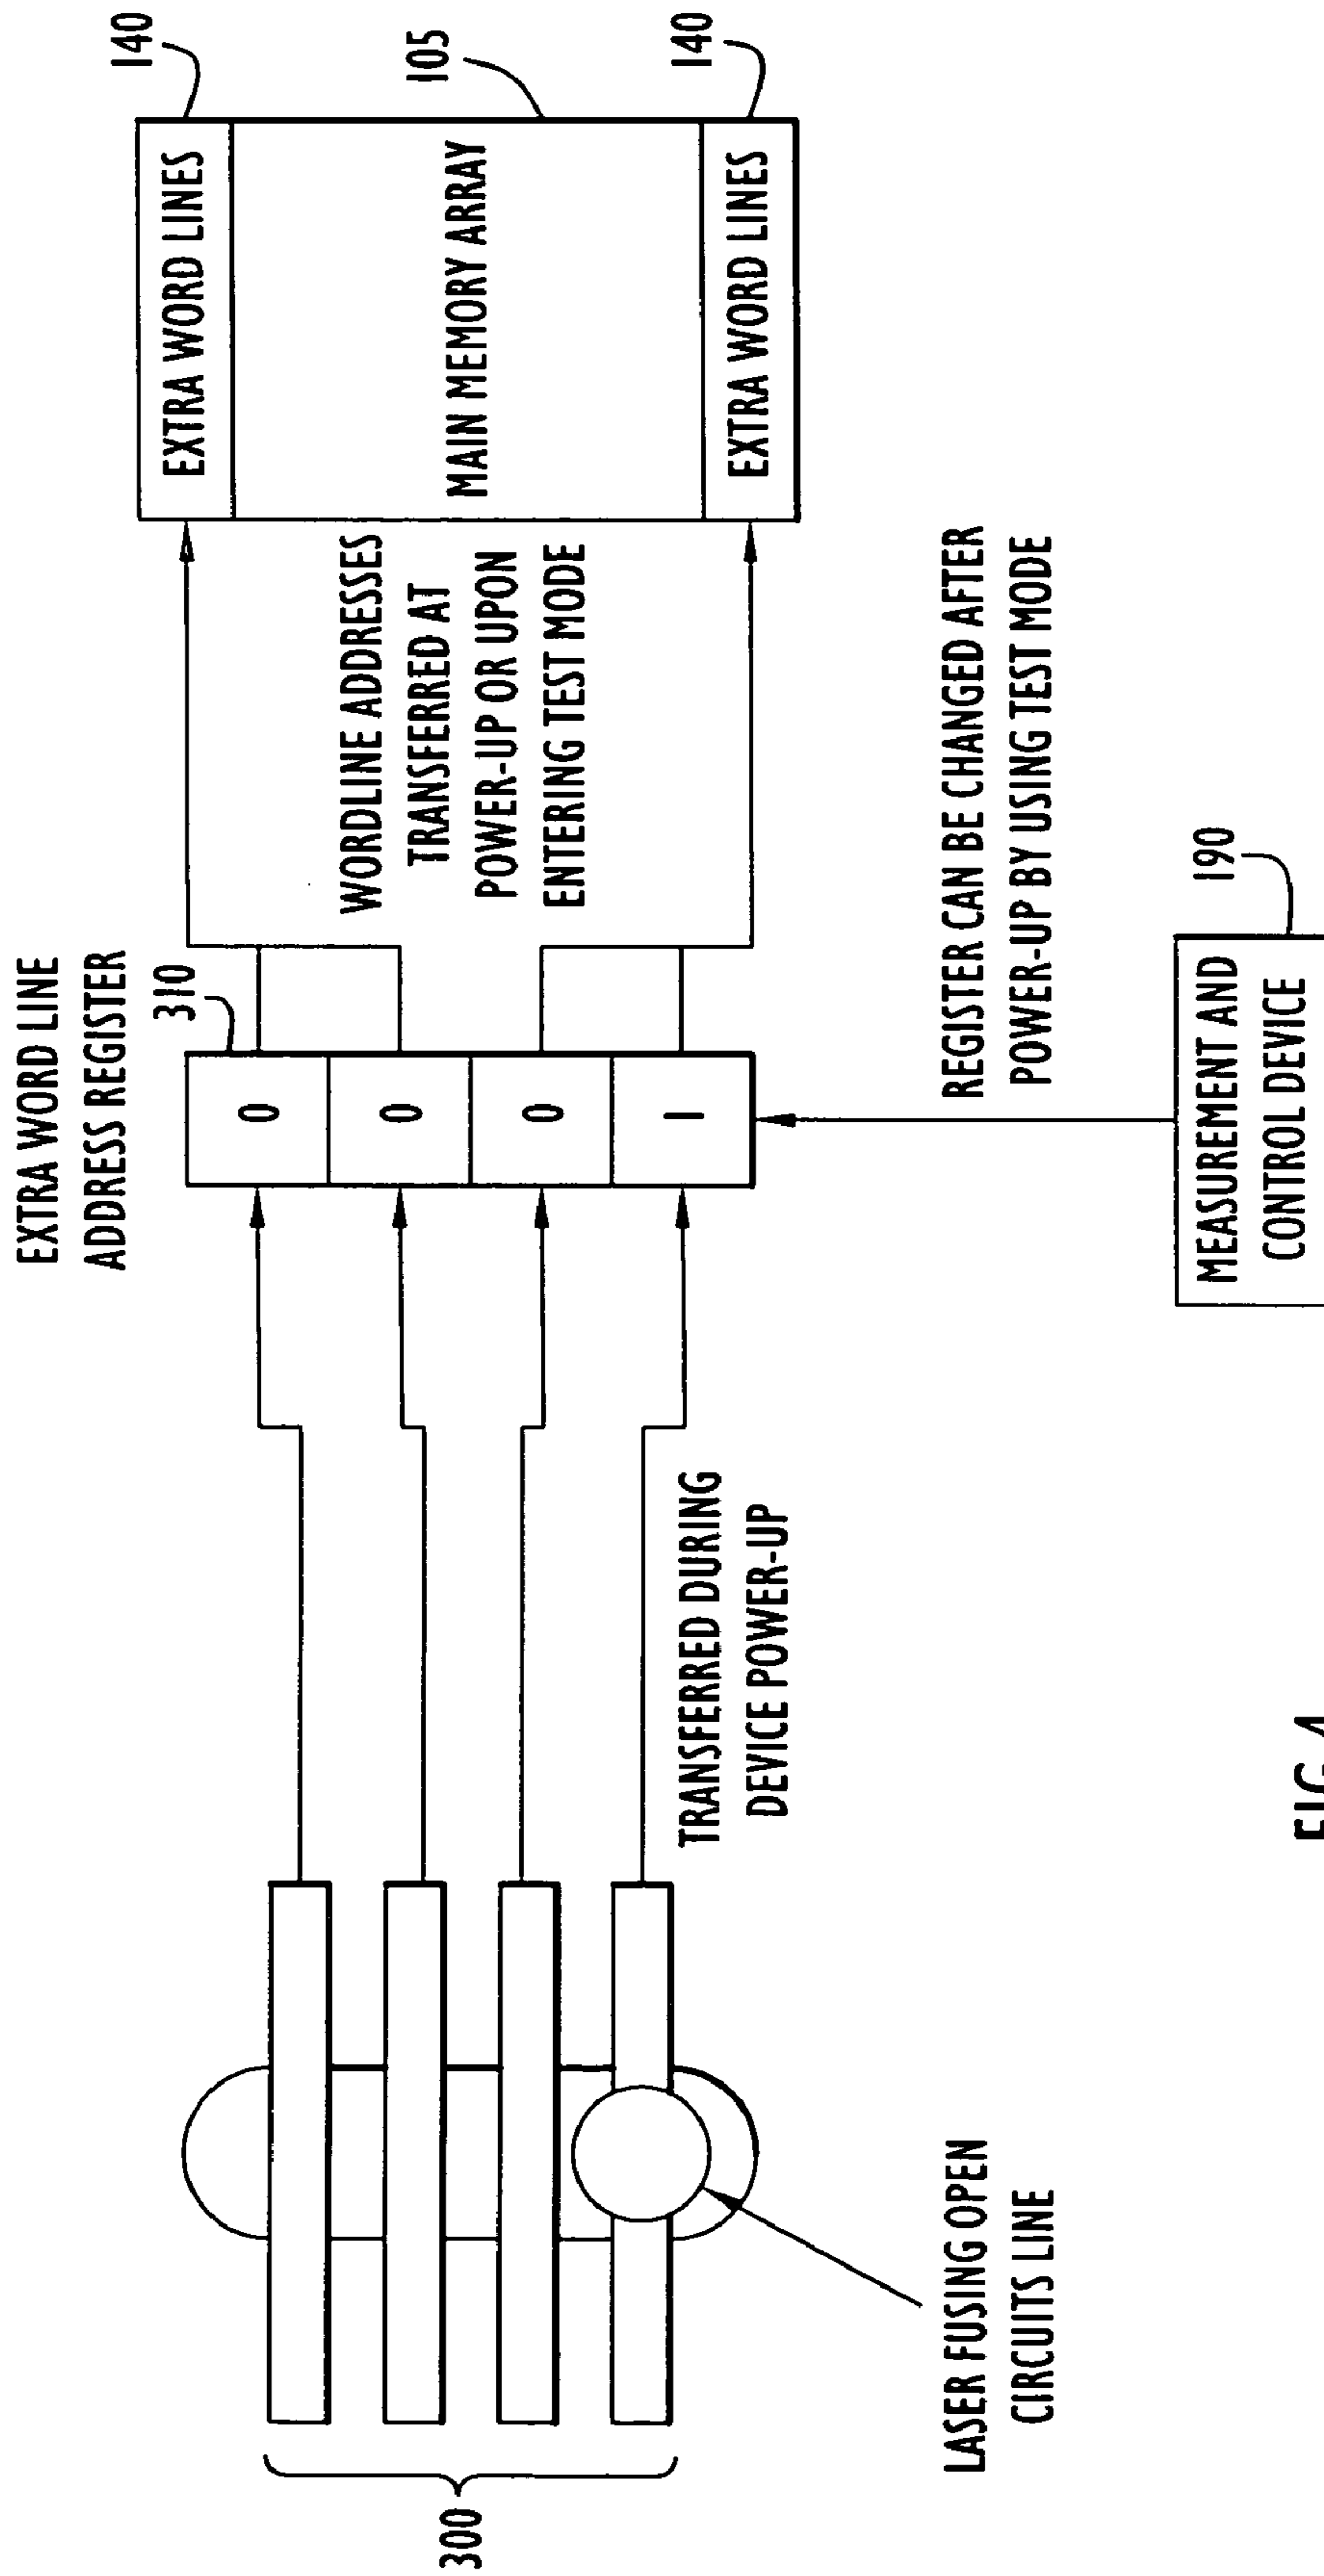 EXTRA WORD LINE
ADDRESS REGISTER
310
140
105
140
EXTRA WORD LINES
MAIN MEMORY ARRAY
EXTRA WORD LINES
WORDLINE ADDRESSES
TRANSFERRED AT
POWER-UP OR UPON
ENTERING TEST MODE
0
0
0
1
300
TRANSFERRED DURING
DEVICE POWER-UP
LASER FUSING OPEN
CIRCUITS LINE
REGISTER CAN BE CHANGED AFTER
POWER-UP BY USING TEST MODE
190
MEASUREMENT AND
CONTROL DEVICE
FIG.4